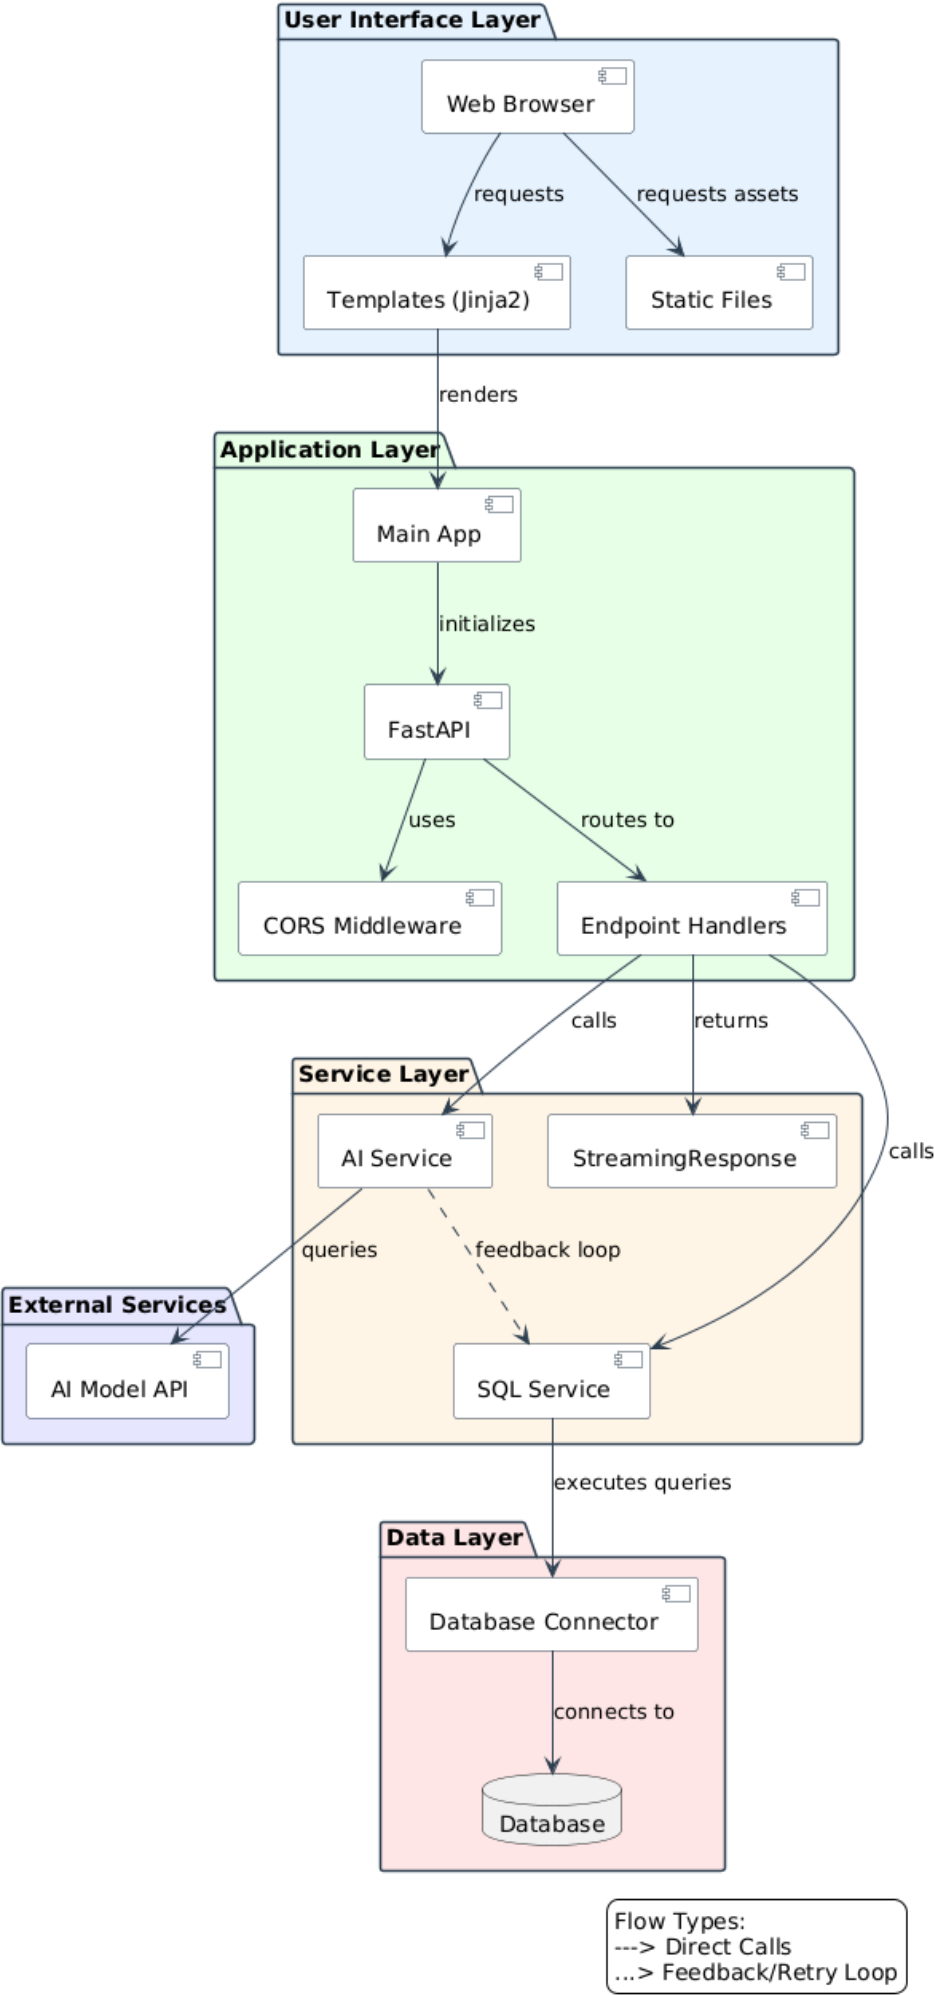 User Interface Layer
Web Browser
requests
requests assets
Templates (Jinja2)
Static Files
renders
Application Layer
Main App
initializes
FastAPI
uses
routes to
CORS Middleware
Endpoint Handlers
calls
returns
Service Layer
AI Service
StreamingResponse
calls
queries
feedback loop
External Services
AI Model API
SQL Service
executes queries
Data Layer
Database Connector
connects to
Database
Flow Types:
---> Direct Calls
...> Feedback/Retry Loop